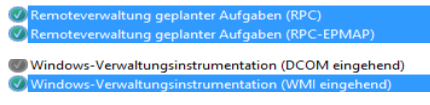 Remoteverwaltung geplanter Aufgaben (RPC)
Remoteverwaltung geplanter Aufgaben (RPC-EPMAP)
Windows-Verwaltungsinstrumentation (DCOM eingehend)
Windows-Verwaltungsinstrumentation (WMI eingehend)